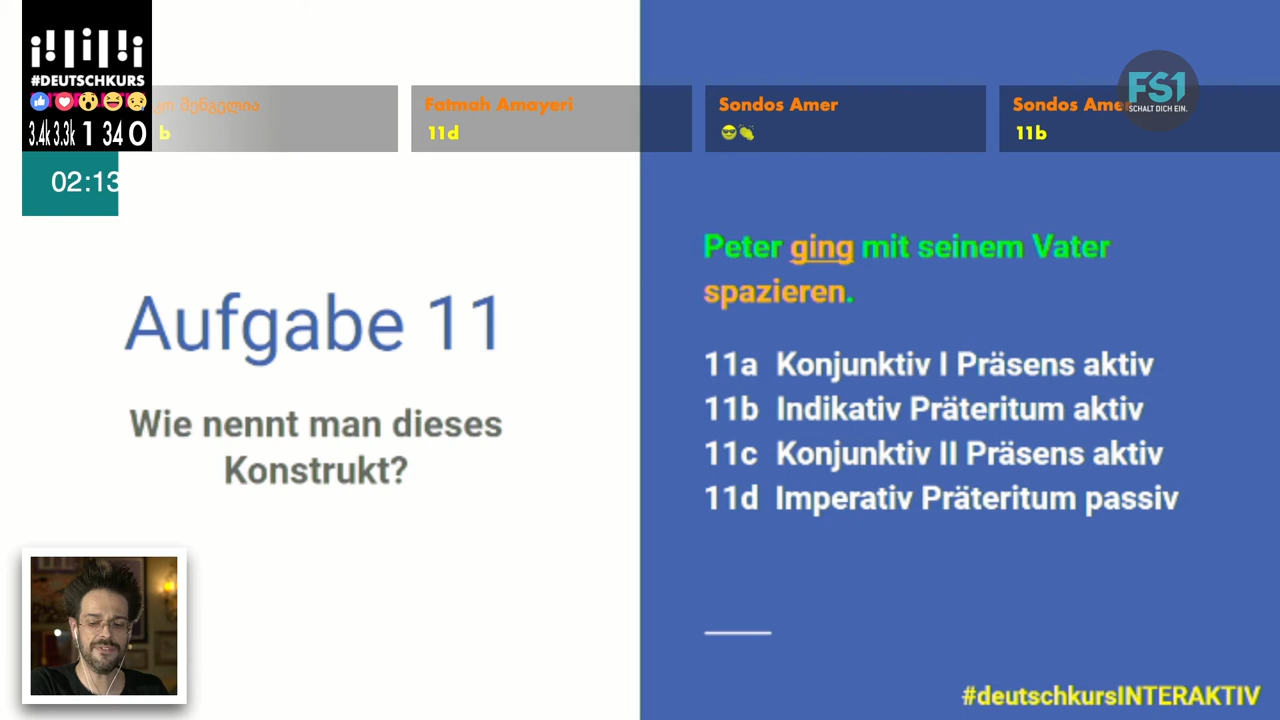 #DEUTSCHKURS
3.4k 3.3k 1 34 0
02:13
მენგელია
b
Fatmah Amayeri
11d
Sondos Amer
😎👏
Sondos Amer
11b
FS1
SCHALT DICH EIN.
Aufgabe 11
Wie nennt man dieses
Konstrukt?
Peter ging mit seinem Vater
spazieren.
11a Konjunktiv I Präsens aktiv
11b Indikativ Präteritum aktiv
11c Konjunktiv II Präsens aktiv
11d Imperativ Präteritum passiv
#deutschkursINTERAKTIV